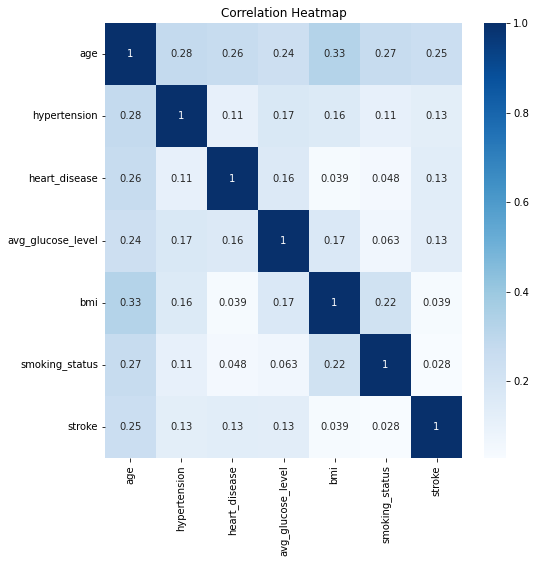 Correlation Heatmap
age 1 0.28 0.26 0.24 0.33 0.27 0.25
hypertension 0.28 1 0.11 0.17 0.16 0.11 0.13
heart_disease 0.26 0.11 1 0.16 0.039 0.048 0.13
avg_glucose_level 0.24 0.17 0.16 1 0.17 0.063 0.13
bmi 0.33 0.16 0.039 0.17 1 0.22 0.039
smoking_status 0.27 0.11 0.048 0.063 0.22 1 0.028
stroke 0.25 0.13 0.13 0.13 0.039 0.028 1
age
hypertension
heart_disease
avg_glucose_level
bmi
smoking_status
stroke
1.0
0.8
0.6
0.4
0.2